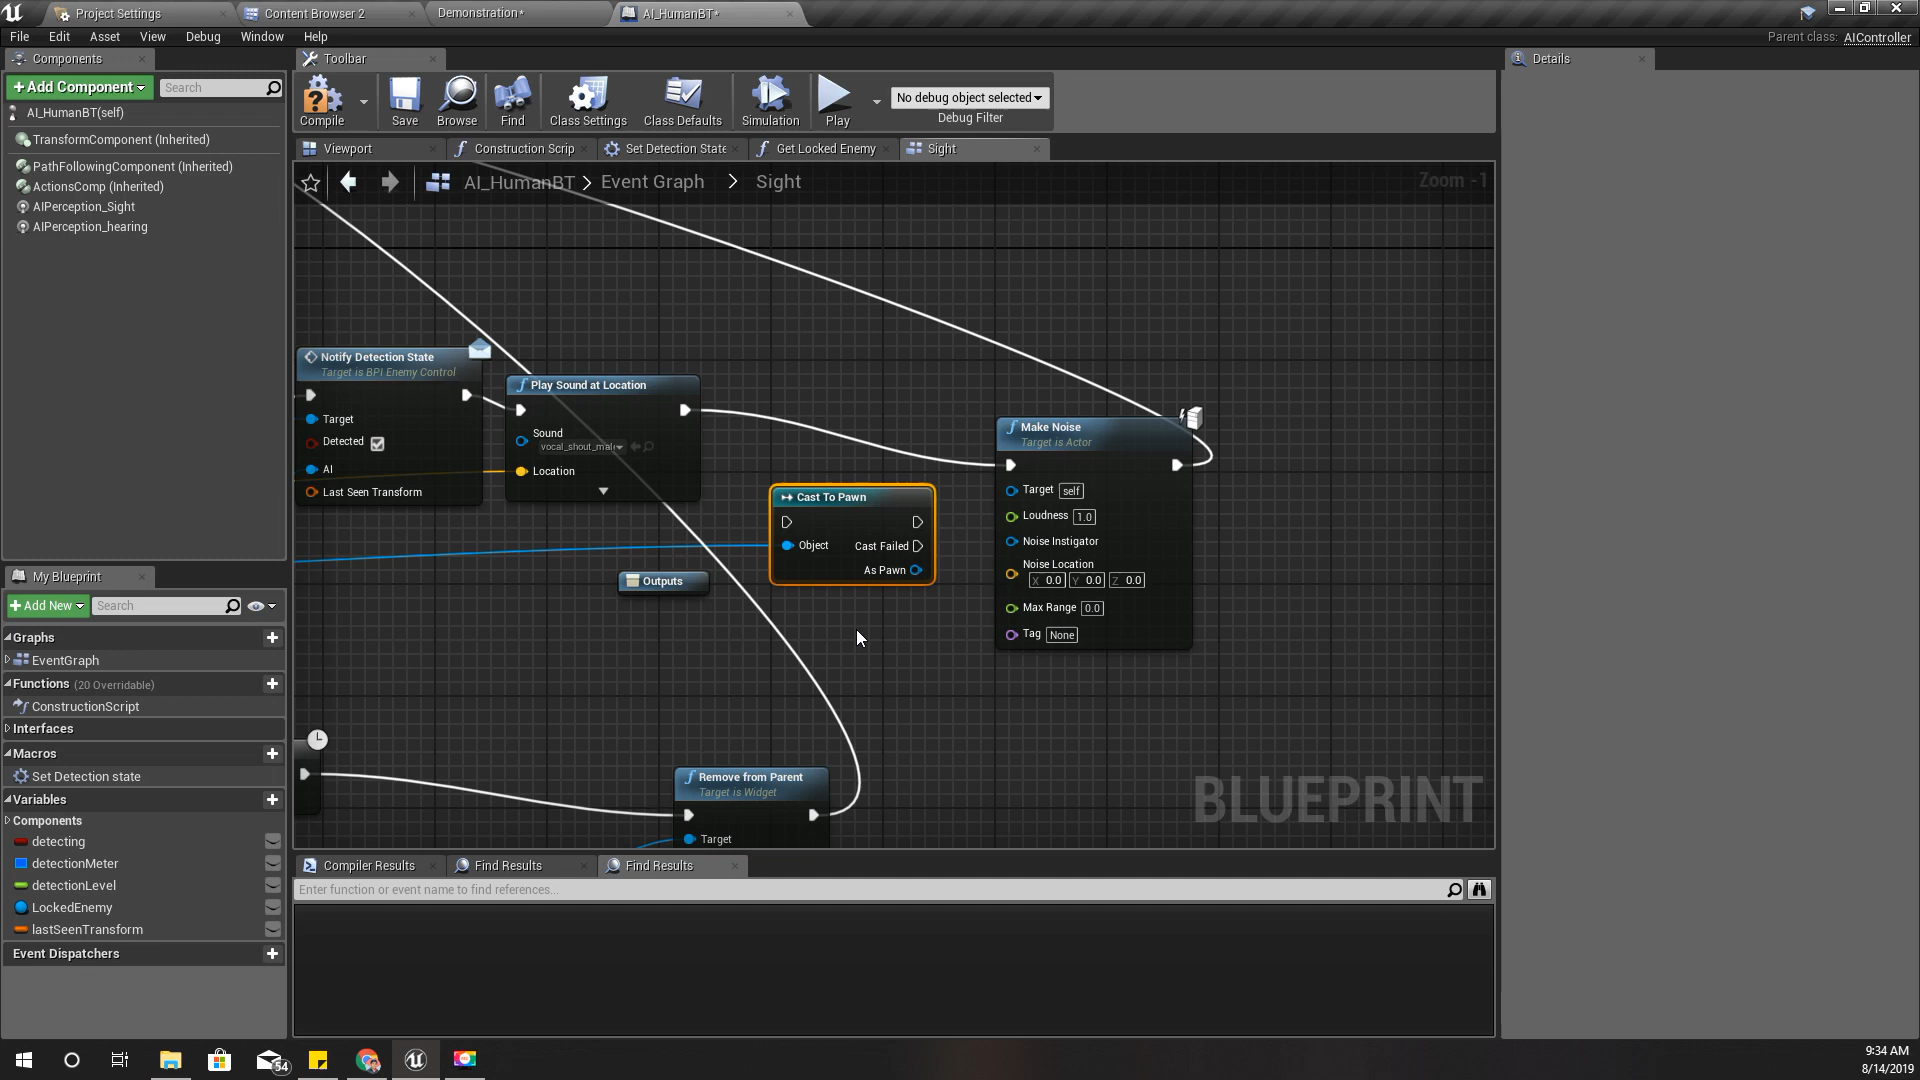 Project Settings
Content Browser 2
Demonstration*
AI_HumanBT*
File Edit Asset View Debug Window Help
Parent class: AIController
Components
Toolbar
Details
+Add Component
Search
AI_HumanBT(self)
TransformComponent (Inherited)
PathFollowingComponent (Inherited)
ActionsComp (Inherited)
AIPerception_Sight
AIPerception_hearing
Compile
Save
Browse
Find
Class Settings
Class Defaults
Simulation
Play
No debug object selected
Debug Filter
Viewport
Construction Scrip
Set Detection State
Get Locked Enemy
Sight
AI_HumanBT > Event Graph > Sight
Zoom -1
Notify Detection State
Target is BPI Enemy Control
Target
Detected
AI
Last Seen Transform
Play Sound at Location
Sound
vocal_shout_mal
Location
Cast To Pawn
Object
Cast Failed
As Pawn
Outputs
Make Noise
Target is Actor
Target self
Loudness 1.0
Noise Instigator
Noise Location
X 0.0 Y 0.0 Z 0.0
Max Range 0.0
Tag None
Remove from Parent
Target is Widget
Target
BLUEPRINT
My Blueprint
+Add New
Search
Graphs
EventGraph
Functions (20 Overridable)
ConstructionScript
Interfaces
Macros
Set Detection state
Variables
Components
detecting
detectionMeter
detectionLevel
LockedEnemy
lastSeenTransform
Event Dispatchers
Compiler Results
Find Results
Find Results
Enter function or event name to find references...
54
9:34 AM
8/14/2019